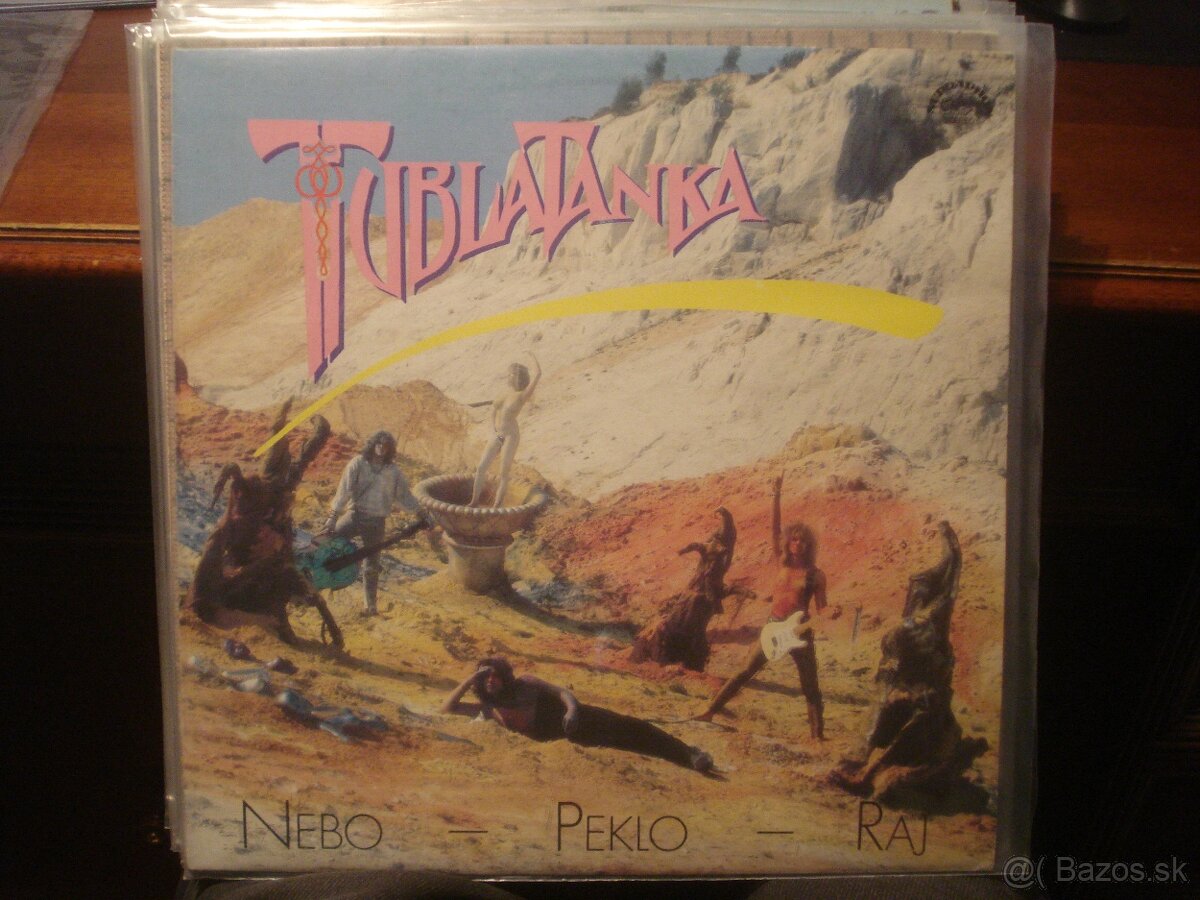 TUBLATANKA
NEBO — PEKLO — RAJ
@( Bazos.sk